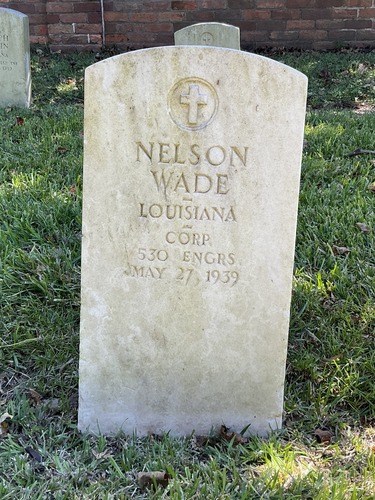 NELSON
WADE
LOUISIANA
CORP.
530 ENGRS.
MAY 27, 1939